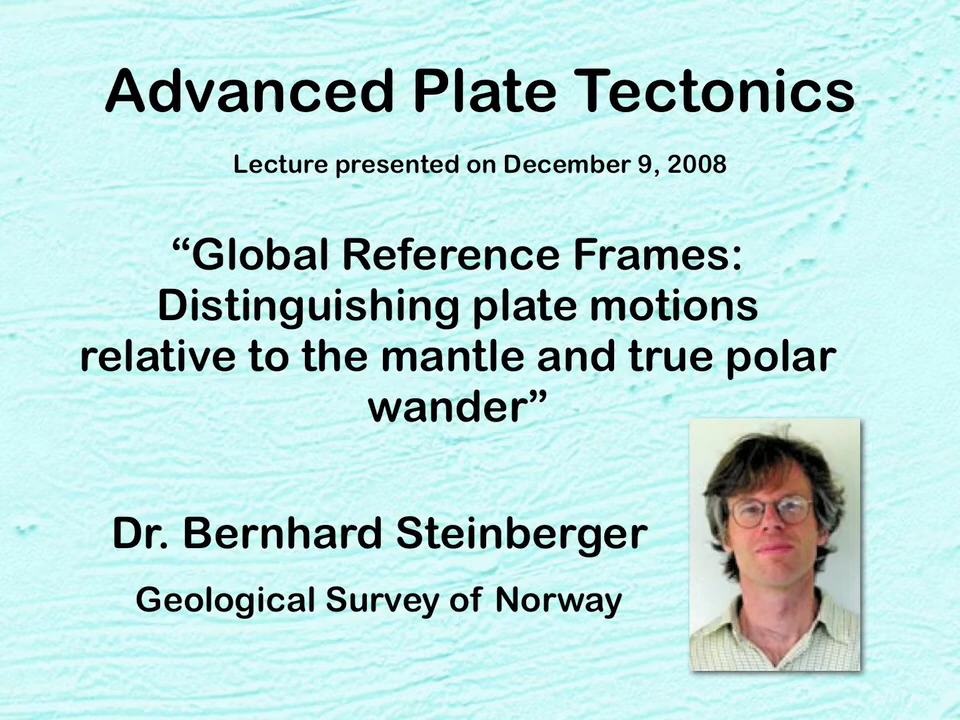 Advanced Plate Tectonics
Lecture presented on December 9, 2008
“Global Reference Frames:
Distinguishing plate motions
relative to the mantle and true polar
wander”
Dr. Bernhard Steinberger
Geological Survey of Norway